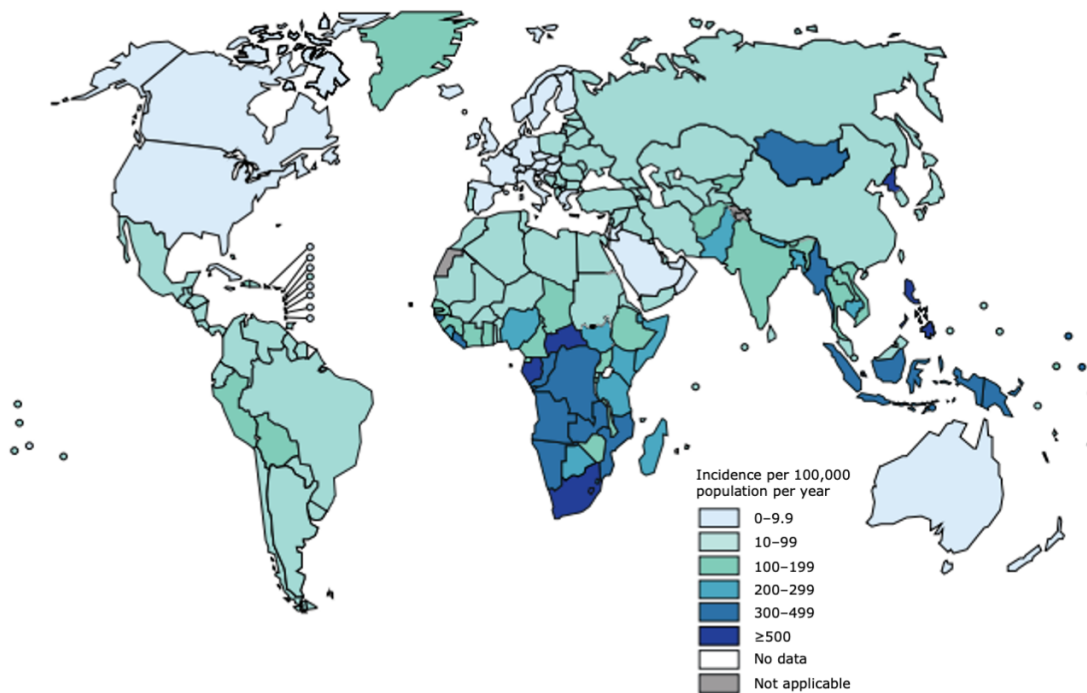 Incidence per 100,000
population per year
0–9.9
10–99
100–199
200–299
300–499
≥500
No data
Not applicable